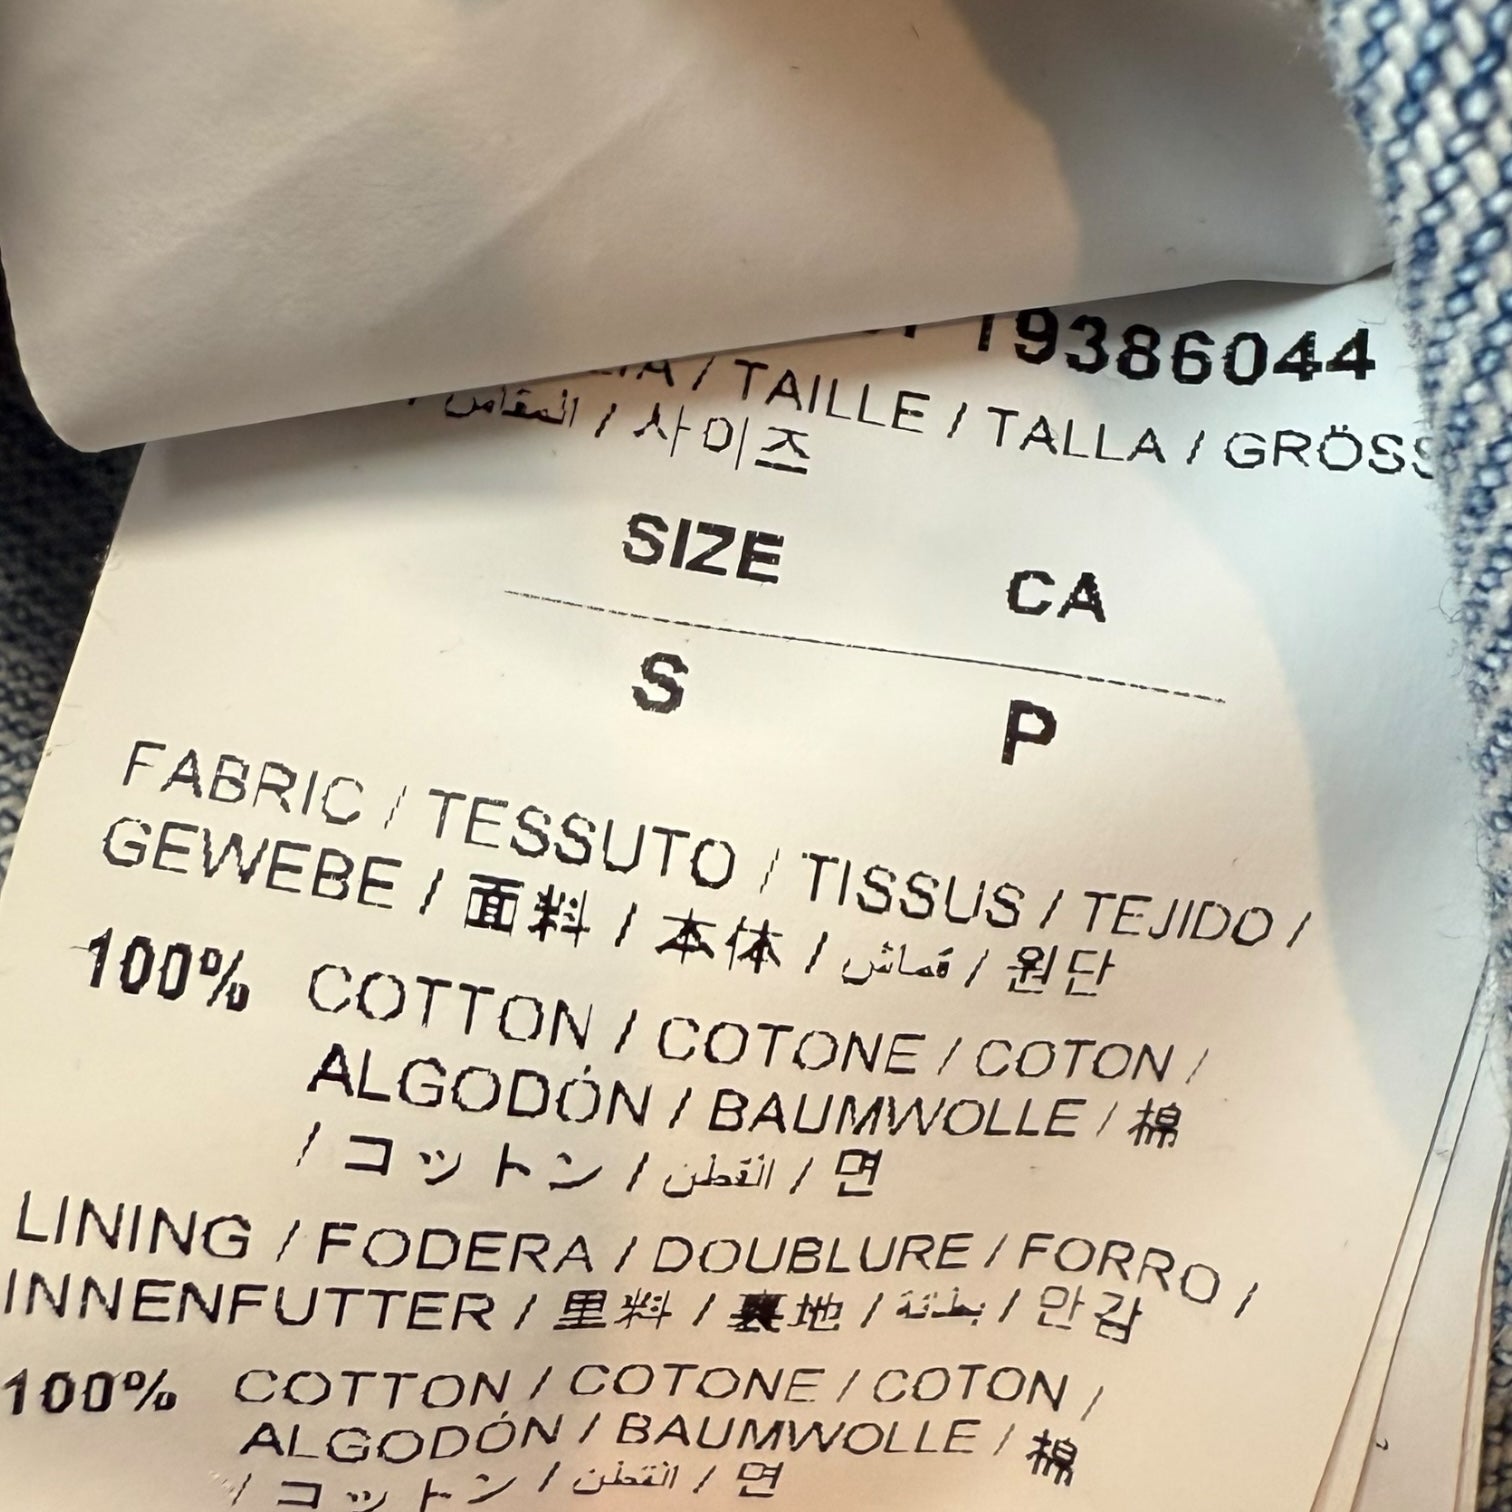 19386044
/ TAILLE / TALLA / GRÖSS
المقاس / 사이즈
SIZE CA
S P
FABRIC / TESSUTO / TISSUS / TEJIDO /
GEWEBE / 面料 / 本体 / قماش / 원단
100% COTTON / COTONE / COTON /
ALGODÓN / BAUMWOLLE / 棉
/ コットン / القطن / 면
LINING / FODERA / DOUBLURE / FORRO /
INNENFUTTER / 里料 / 裏地 / بطانة / 안감
100% COTTON / COTONE / COTON /
ALGODÓN / BAUMWOLLE / 棉
/ コットン / القطن / 면